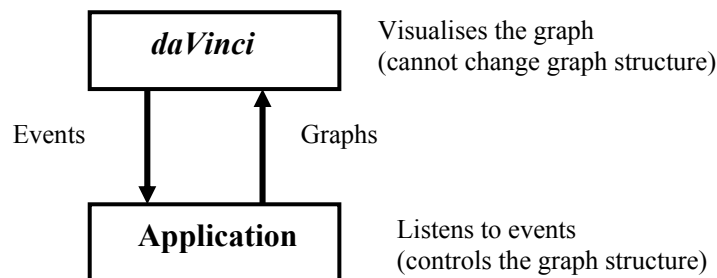 daVinci
Visualises the graph
(cannot change graph structure)
Events
Graphs
Application
Listens to events
(controls the graph structure)